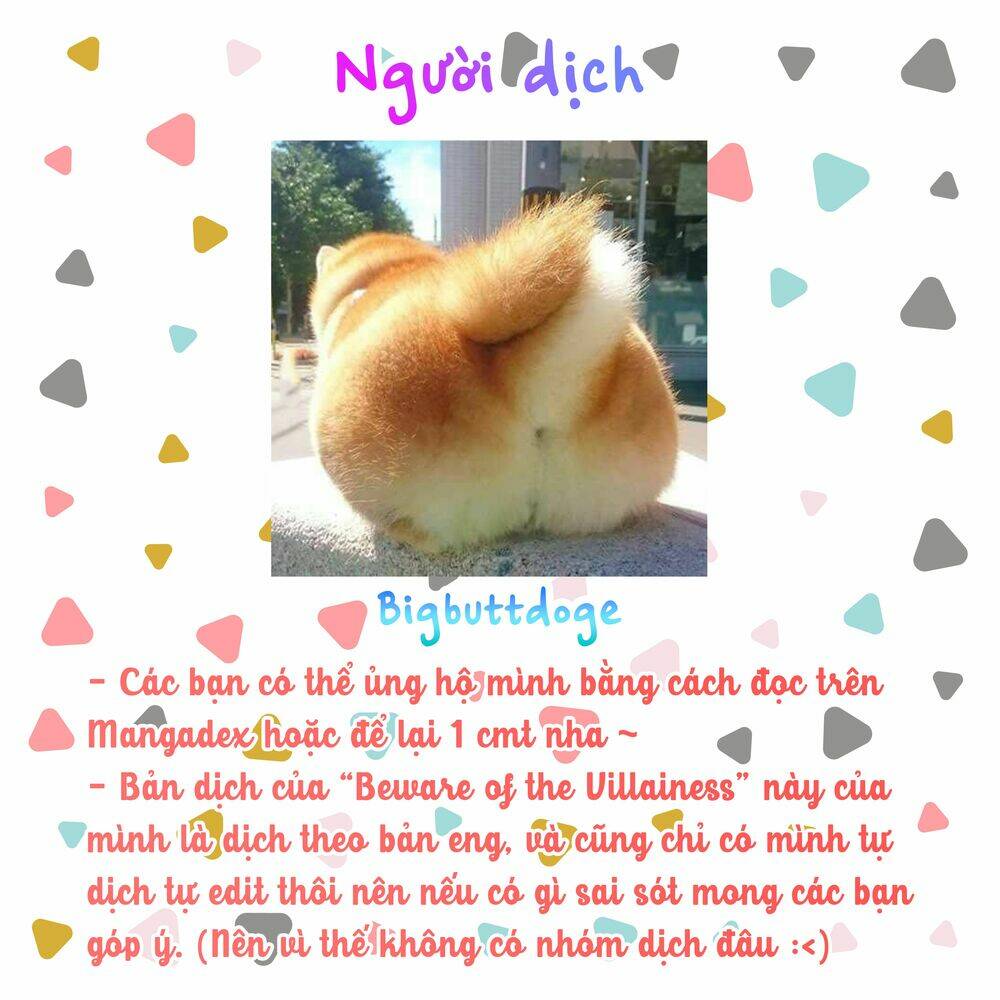 Người dịch
Bigbuttdoge
- Các bạn có thể ủng hộ mình bằng cách đọc trên
Mangadex hoặc để lại 1 cmt nha ~
- Bản dịch của “Beware of the Villainess” này của
mình là dịch theo bản eng, và cũng chỉ có mình tự
dịch tự edit thôi nên nếu có gì sai sót mong các bạn
góp ý. (Nên vì thế không có nhóm dịch đâu :<)